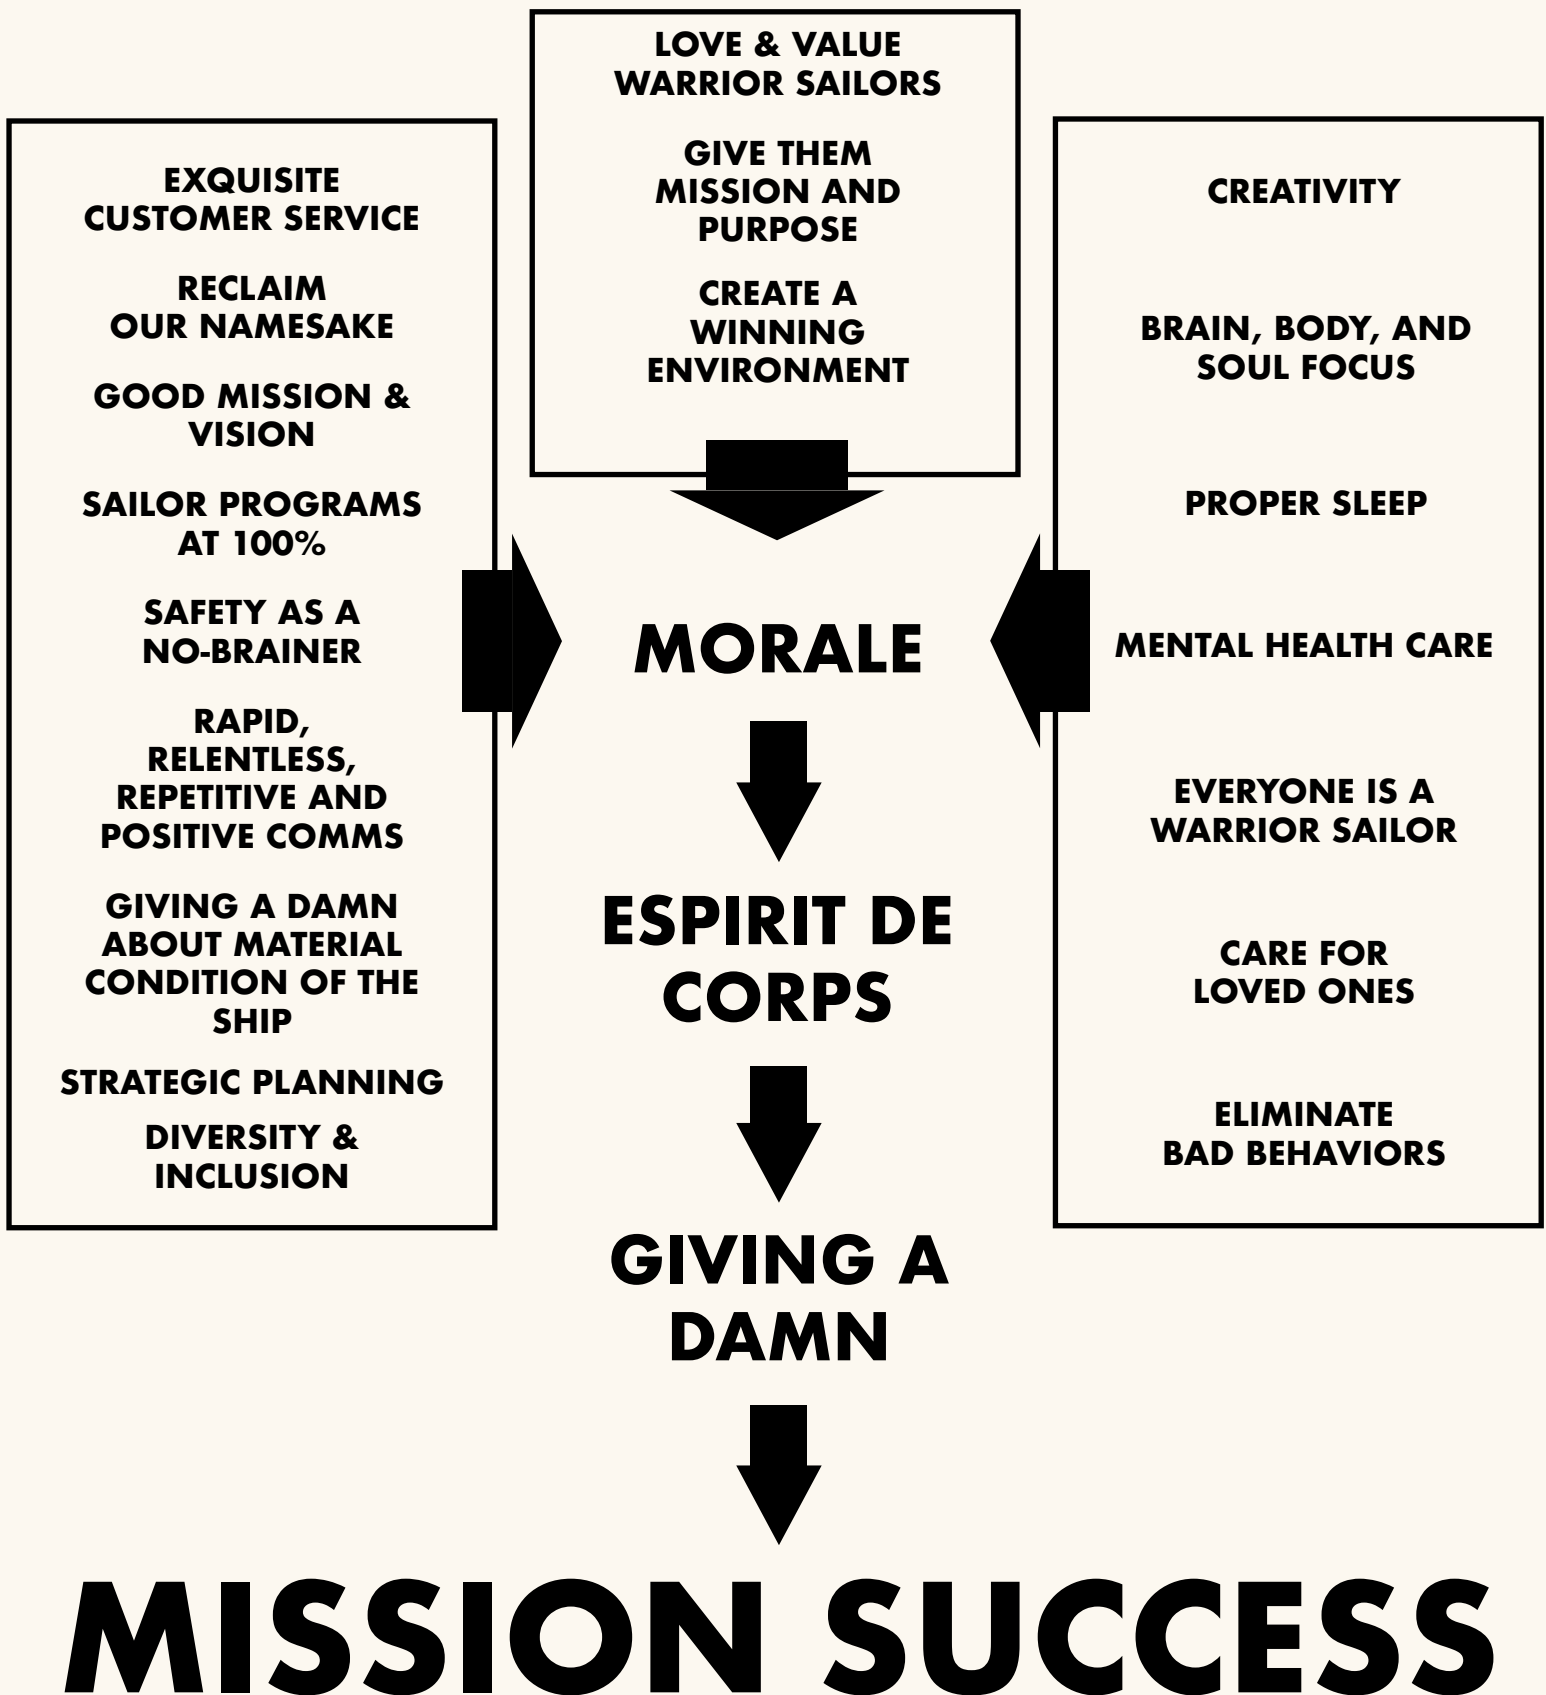 LOVE & VALUE
WARRIOR SAILORS
GIVE THEM
MISSION AND
PURPOSE
CREATE A
WINNING
ENVIRONMENT
EXQUISITE
CUSTOMER SERVICE
RECLAIM
OUR NAMESAKE
GOOD MISSION &
VISION
SAILOR PROGRAMS
AT 100%
SAFETY AS A
NO-BRAINER
RAPID,
RELENTLESS,
REPETITIVE AND
POSITIVE COMMS
GIVING A DAMN
ABOUT MATERIAL
CONDITION OF THE
SHIP
STRATEGIC PLANNING
DIVERSITY &
INCLUSION
CREATIVITY
BRAIN, BODY, AND
SOUL FOCUS
PROPER SLEEP
MENTAL HEALTH CARE
EVERYONE IS A
WARRIOR SAILOR
CARE FOR
LOVED ONES
ELIMINATE
BAD BEHAVIORS
MORALE
ESPIRIT DE
CORPS
GIVING A
DAMN
MISSION SUCCESS